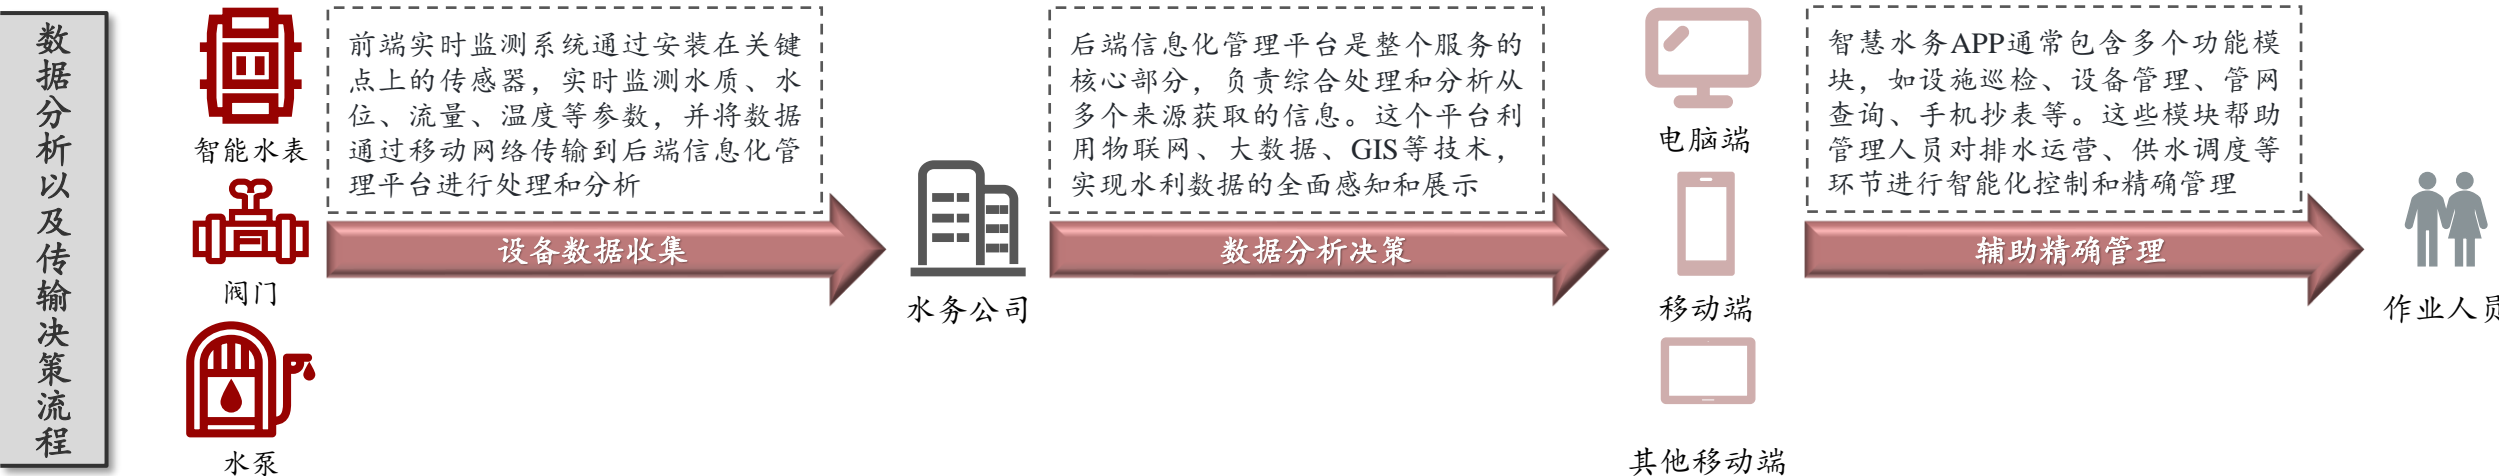 数据分析以及传输决策流程
智能水表
阀门
水泵
前端实时监测系统通过安装在关键
点上的传感器，实时监测水质、水
位、流量、温度等参数，并将数据
通过移动网络传输到后端信息化管
理平台进行处理和分析
设备数据收集
水务公司
后端信息化管理平台是整个服务的
核心部分，负责综合处理和分析从
多个来源获取的信息。这个平台利
用物联网、大数据、GIS等技术，
实现水利数据的全面感知和展示
数据分析决策
电脑端
移动端
其他移动端
智慧水务APP通常包含多个功能模
块，如设施巡检、设备管理、管网
查询、手机抄表等。这些模块帮助
管理人员对排水运营、供水调度等
环节进行智能化控制和精确管理
辅助精确管理
作业人员